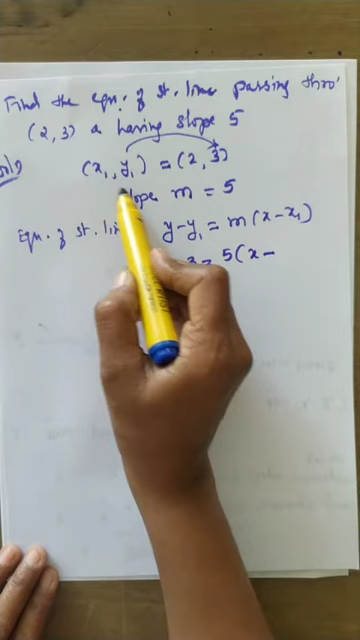 Find the eqn. of st. line passing thro'
(2, 3) a having slope 5
(x₁, y₁) = (2, 3)
slope m = 5
Eqn. of st. line y-y₁ = m(x-x₁)
3 = 5(x-